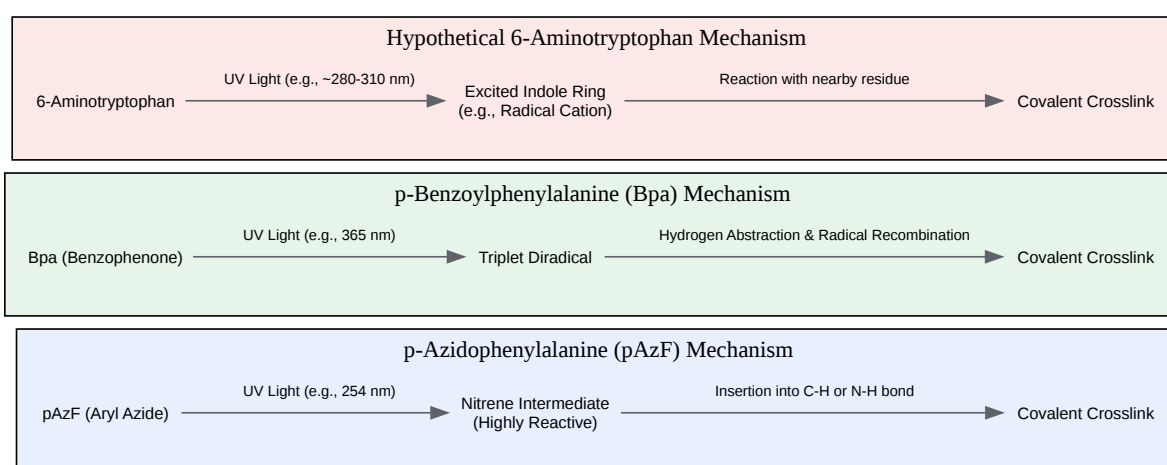 Hypothetical 6-Aminotryptophan Mechanism
6-Aminotryptophan
UV Light (e.g., ~280-310 nm)
Excited Indole Ring
(e.g., Radical Cation)
Reaction with nearby residue
Covalent Crosslink
p-Benzoylphenylalanine (Bpa) Mechanism
Bpa (Benzophenone)
UV Light (e.g., 365 nm)
Triplet Diradical
Hydrogen Abstraction & Radical Recombination
Covalent Crosslink
p-Azidophenylalanine (pAzF) Mechanism
pAzF (Aryl Azide)
UV Light (e.g., 254 nm)
Nitrene Intermediate
(Highly Reactive)
Insertion into C-H or N-H bond
Covalent Crosslink